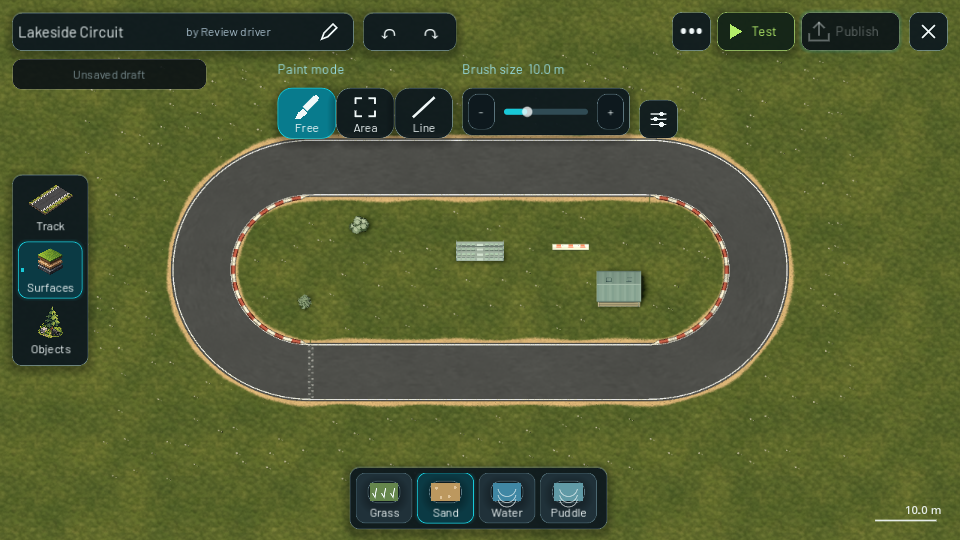 Lakeside Circuit
by Review driver
Test
Publish
Unsaved draft
Paint mode
Brush size 10.0 m
Free
Area
Line
-
+
Track
Surfaces
Objects
Grass
Sand
Water
Puddle
10.0 m